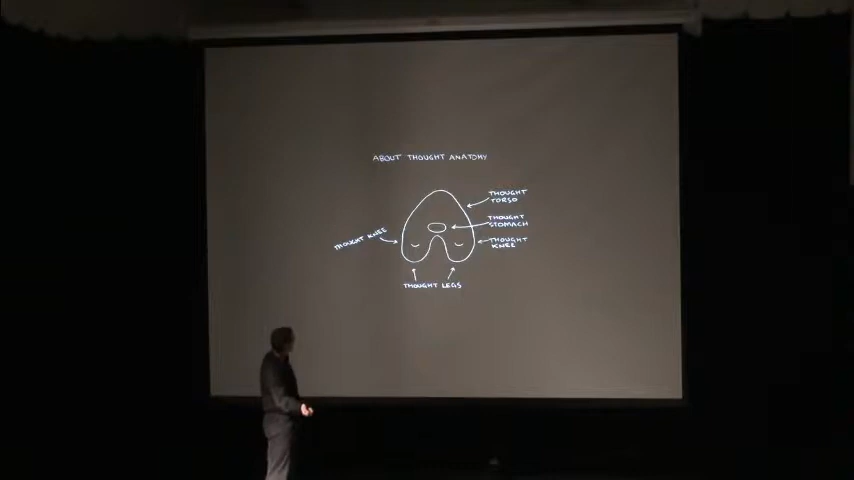 ABOUT THOUGHT ANATOMY
THOUGHT
TORSO
THOUGHT
STOMACH
THOUGHT KNEE
THOUGHT
KNEE
THOUGHT LEGS